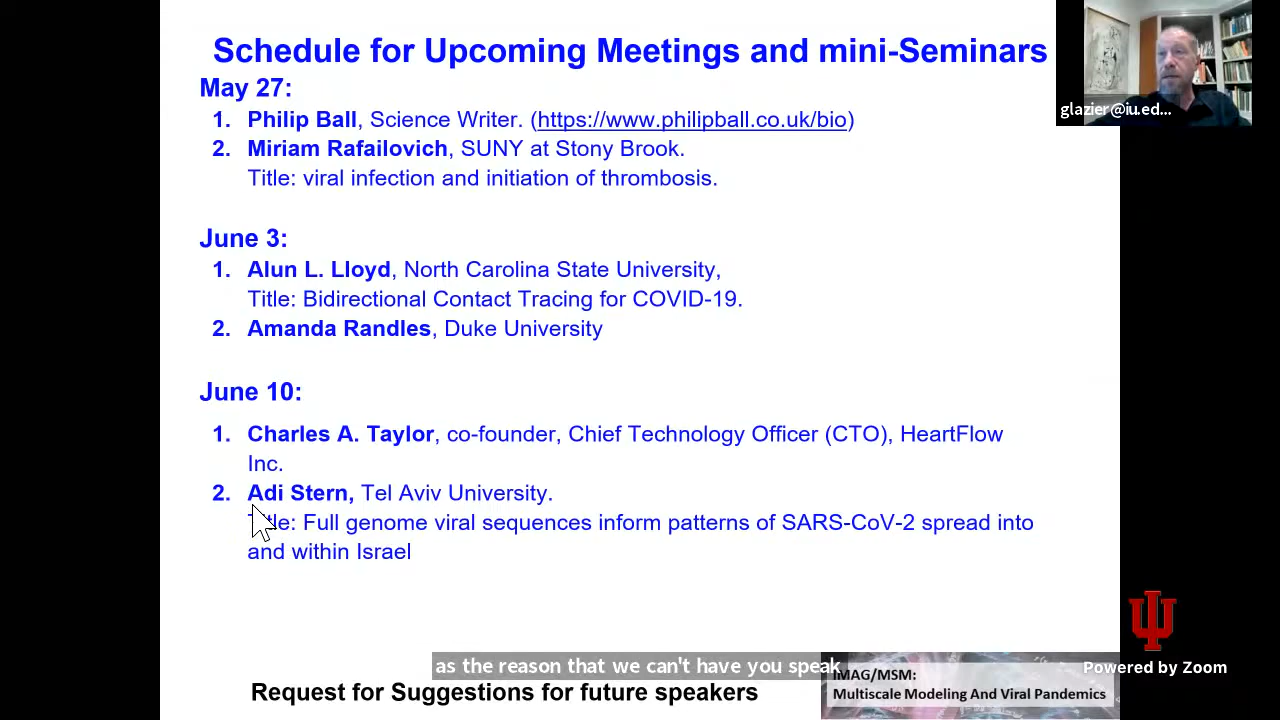 Schedule for Upcoming Meetings and mini-Seminars
May 27:
1. Philip Ball, Science Writer. (https://www.philipball.co.uk/bio)
2. Miriam Rafailovich, SUNY at Stony Brook.
Title: viral infection and initiation of thrombosis.
June 3:
1. Alun L. Lloyd, North Carolina State University,
Title: Bidirectional Contact Tracing for COVID-19.
2. Amanda Randles, Duke University
June 10:
1. Charles A. Taylor, co-founder, Chief Technology Officer (CTO), HeartFlow
Inc.
2. Adi Stern, Tel Aviv University.
Title: Full genome viral sequences inform patterns of SARS-CoV-2 spread into
and within Israel
Request for Suggestions for future speakers
as the reason that we can't have you speak
IMAG/MSM:
Multiscale Modeling And Viral Pandemics
glazier@iu.ed...
Powered by Zoom